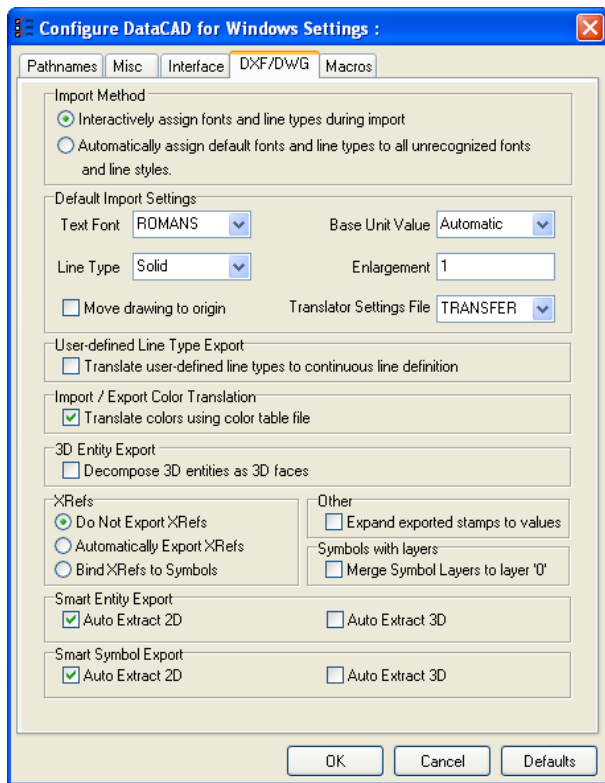 Configure DataCAD for Windows Settings :
Pathnames Misc Interface DXF/DWG Macros
Import Method
Interactively assign fonts and line types during import
Automatically assign default fonts and line types to all unrecognized fonts
and line styles.
Default Import Settings
Text Font ROMANS Base Unit Value Automatic
Line Type Solid Enlargement 1
Move drawing to origin Translator Settings File TRANSFER
User-defined Line Type Export
Translate user-defined line types to continuous line definition
Import / Export Color Translation
Translate colors using color table file
3D Entity Export
Decompose 3D entities as 3D faces
XRefs
Do Not Export XRefs
Automatically Export XRefs
Bind XRefs to Symbols
Other
Expand exported stamps to values
Symbols with layers
Merge Symbol Layers to layer '0'
Smart Entity Export
Auto Extract 2D Auto Extract 3D
Smart Symbol Export
Auto Extract 2D Auto Extract 3D
OK Cancel Defaults